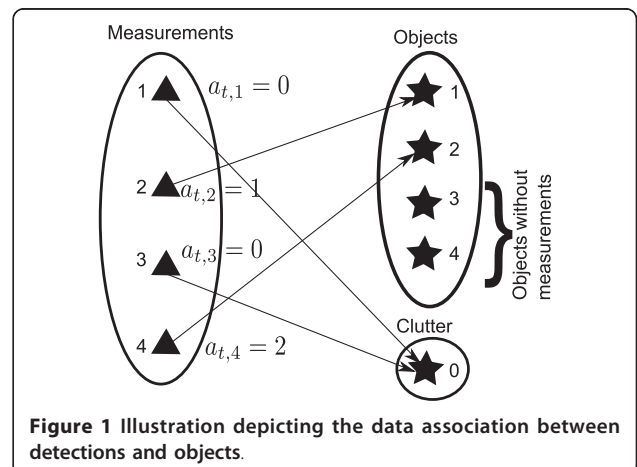 Measurements
Objects
1
a_{t,1} = 0
1
2
2
a_{t,2} = 1
3
3
a_{t,3} = 0
4
Objects without
measurements
4
a_{t,4} = 2
Clutter
0
Figure 1 Illustration depicting the data association between
detections and objects.